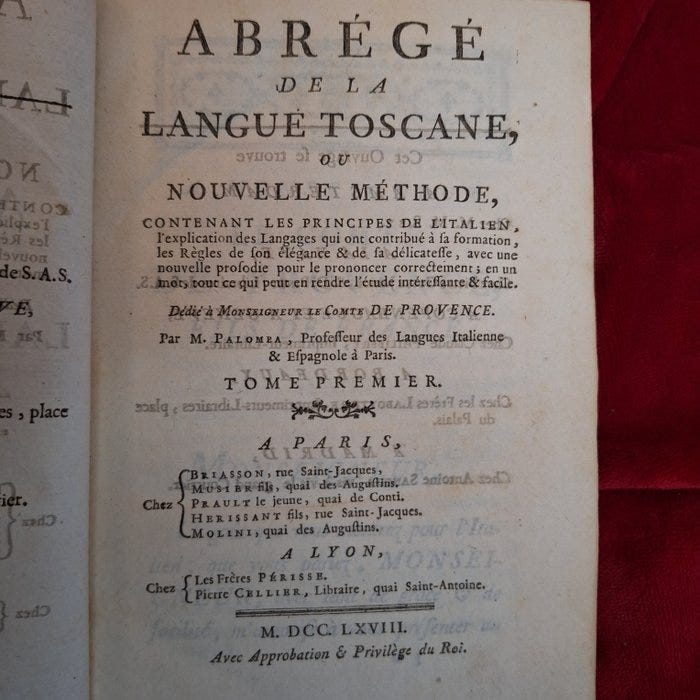 ABRÉGÉ
DE LA
LANGUE TOSCANE,
OU
NOUVELLE MÉTHODE,
CONTENANT LES PRINCIPES DE L'ITALIEN,
l'explication des Langages qui ont contribué à sa formation,
les Règles de son élégance & de sa délicatesse, avec une
nouvelle prosodie pour le prononcer correctement; en un
mot, tout ce qui peut en rendre l'étude intéressante & facile.
Dédié à MONSEIGNEUR LE COMTE DE PROVENCE.
Par M. PALOMBA, Professeur des Langues Italienne
& Espagnole à Paris.
TOME PREMIER.
A PARIS,
Chez
BRIASSON, rue Saint-Jacques,
MUSIER fils, quai des Augustins.
PRAULT le jeune, quai de Conti.
HERISSANT fils, rue Saint-Jacques.
MOLINI, quai des Augustins.
A LYON,
Chez
Les Frères PÉRISSE.
Pierre CELLIER, Libraire, quai Saint-Antoine.
M. DCC. LXVIII.
Avec Approbation & Privilège du Roi.
de S. A. S.
place